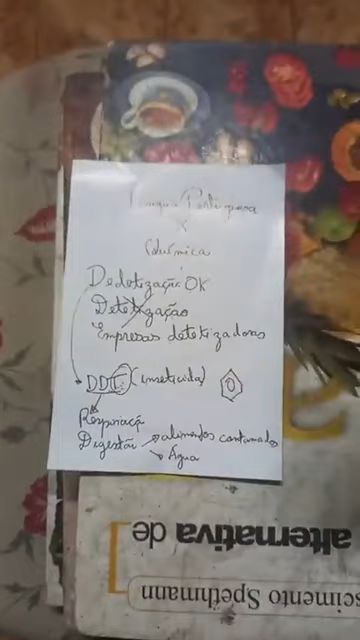 Língua Portuguesa
x
Química
Dedetização OK
Detetização
Empresas detetizadoras
DDT (inseticida)
Respiração
Digestão → alimentos contaminados
→ Água
alternativa de
scimento Spethmann